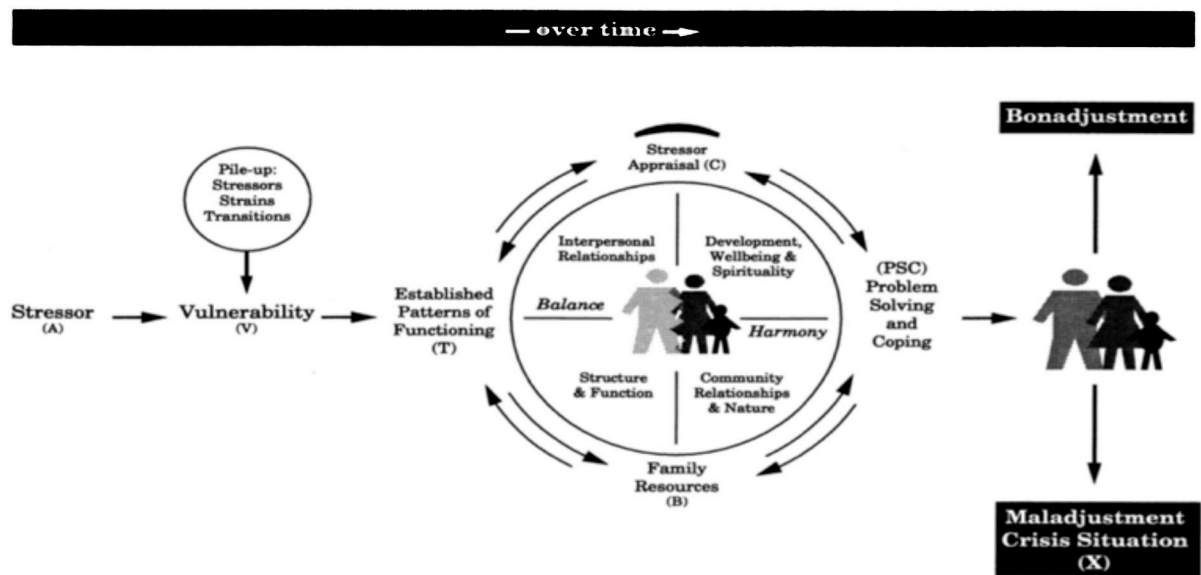 — over time →
Bonadjustment
Stressor
Appraisal (C)
Pile-up:
Stressors
Strains
Transitions
Interpersonal
Relationships
Development,
Wellbeing &
Spirituality
Stressor
(A)
Vulnerability
(V)
Established
Patterns of
Functioning
(T)
Balance
Harmony
(PSC)
Problem
Solving
and
Coping
Structure
& Function
Community
Relationships
& Nature
Family
Resources
(B)
Maladjustment
Crisis Situation
(X)